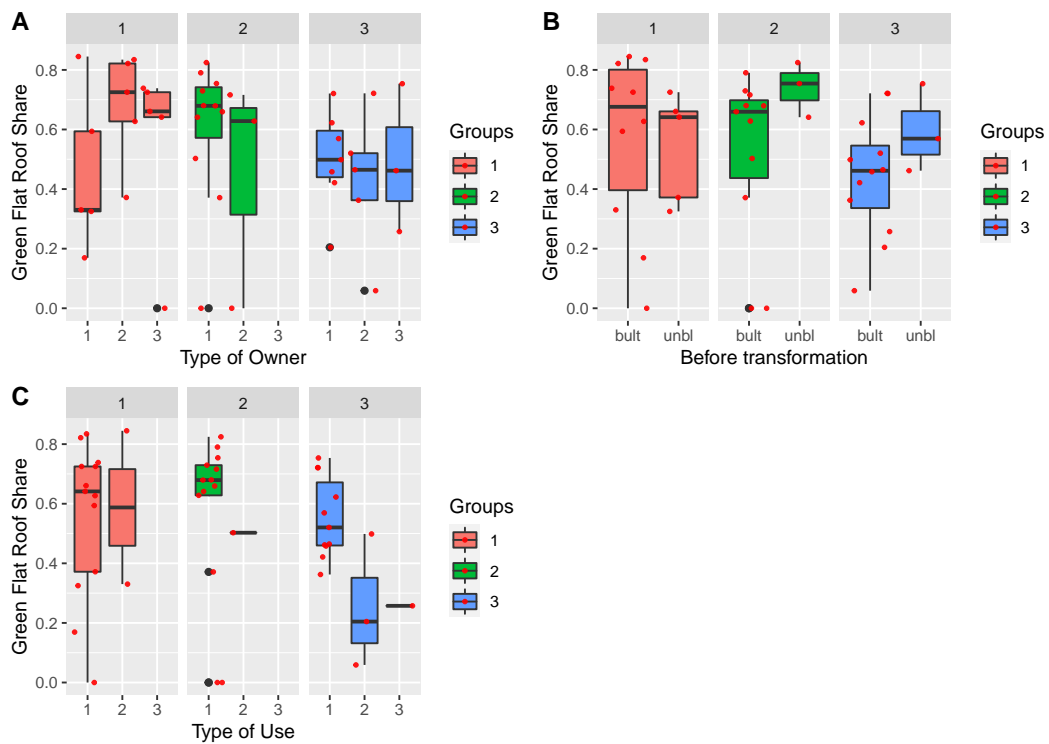 A
1 2 3
Green Flat Roof Share
0.8
0.6
0.4
0.2
0.0
1 2 3 1 2 3 1 2 3
Type of Owner
Groups
1
2
3
B
1 2 3
Green Flat Roof Share
0.8
0.6
0.4
0.2
0.0
bult unbl bult unbl bult unbl
Before transformation
Groups
1
2
3
C
1 2 3
Green Flat Roof Share
0.8
0.6
0.4
0.2
0.0
1 2 3 1 2 3 1 2 3
Type of Use
Groups
1
2
3